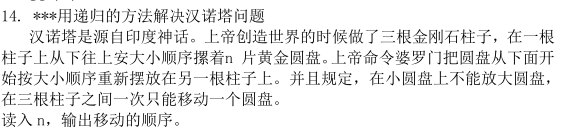 14. ***用递归的方法解决汉诺塔问题
汉诺塔是源自印度神话。上帝创造世界的时候做了三根金刚石柱子，在一根
柱子上从下往上安大小顺序摞着n 片黄金圆盘。上帝命令婆罗门把圆盘从下面开
始按大小顺序重新摆放在另一根柱子上。并且规定，在小圆盘上不能放大圆盘，
在三根柱子之间一次只能移动一个圆盘。
读入 n，输出移动的顺序。